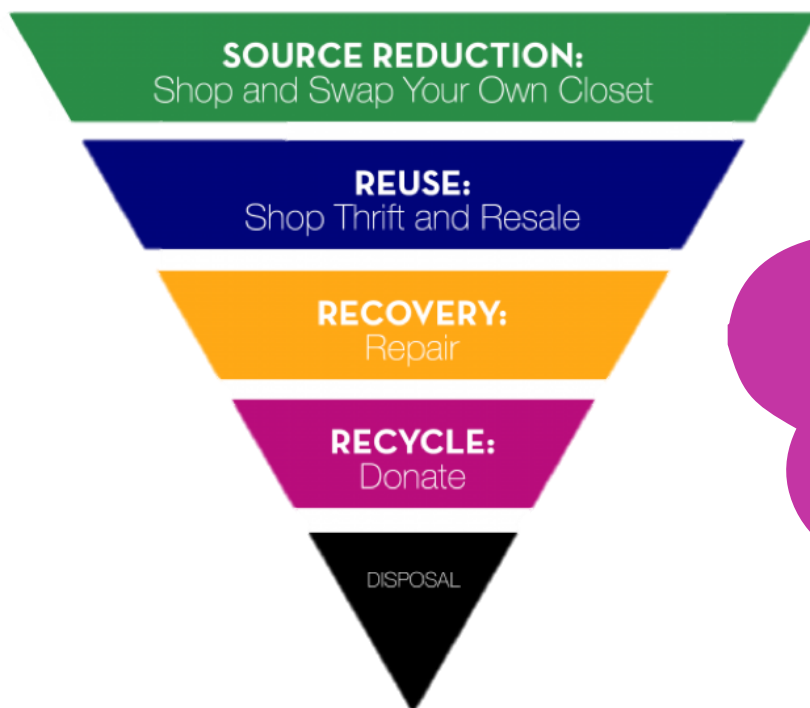 SOURCE REDUCTION:
Shop and Swap Your Own Closet
REUSE:
Shop Thrift and Resale
RECOVERY:
Repair
RECYCLE:
Donate
DISPOSAL